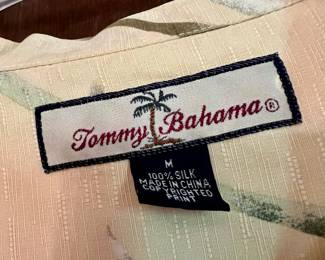 Tommy Bahama®
M
100% SILK
MADE IN CHINA
COPYRIGHTED
PRINT